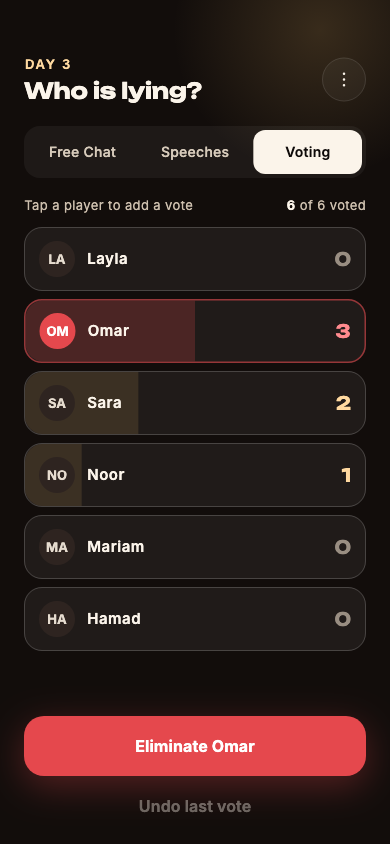 DAY 3
Who is lying?
Free Chat Speeches Voting
Tap a player to add a vote 6 of 6 voted
LA Layla 0
OM Omar 3
SA Sara 2
NO Noor 1
MA Mariam 0
HA Hamad 0
Eliminate Omar
Undo last vote